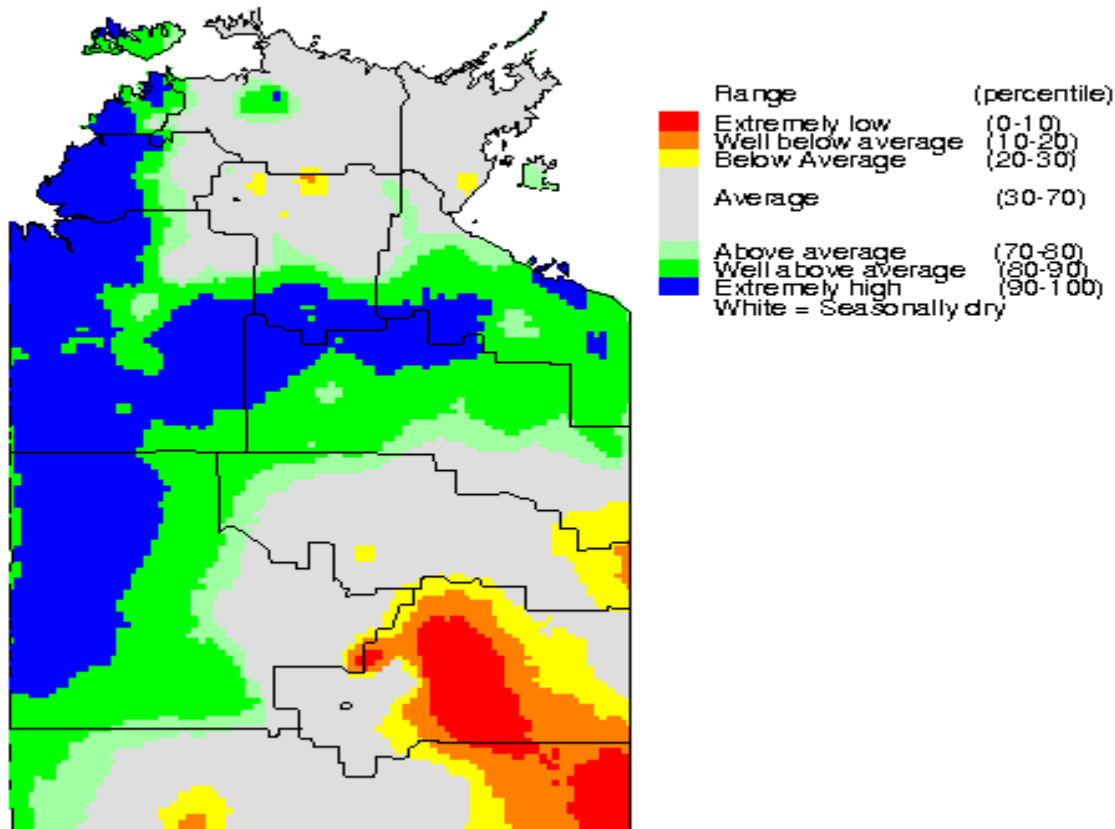 Range (percentile)
Extremely low (0-10)
Well below average (10-20)
Below Average (20-30)
Average (30-70)
Above average (70-80)
Well above average (80-90)
Extremely high (90-100)
White = Seasonally dry